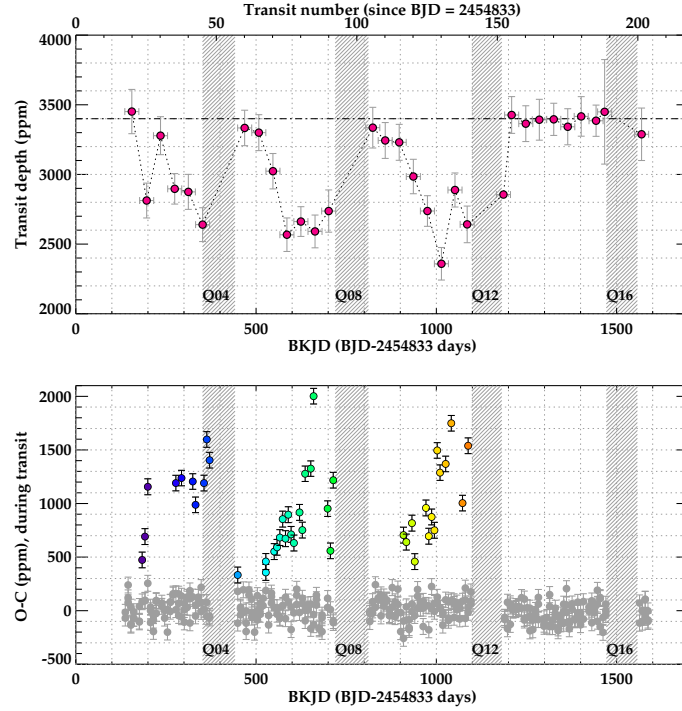 Transit number (since BJD = 2454833)
0 50 100 150 200
4000
3500
3000
2500
2000
Transit depth (ppm)
Q04 Q08 Q12 Q16
0 500 1000 1500
BKJD (BJD-2454833 days)
2000
1500
1000
500
0
-500
O-C (ppm), during transit
Q04 Q08 Q12 Q16
0 500 1000 1500
BKJD (BJD-2454833 days)